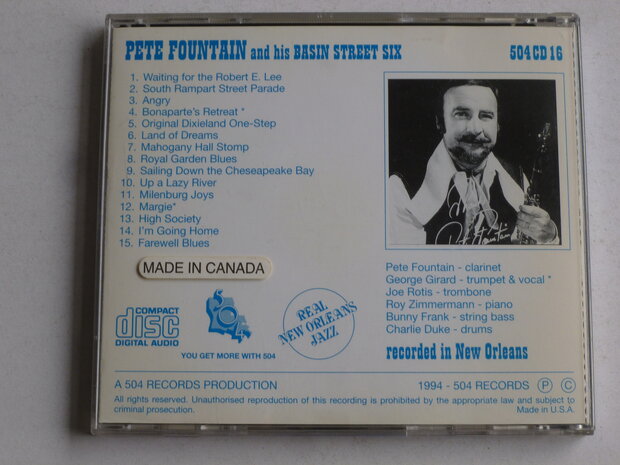 PETE FOUNTAIN and his BASIN STREET SIX
504 CD 16
1. Waiting for the Robert E. Lee
2. South Rampart Street Parade
3. Angry
4. Bonaparte's Retreat *
5. Original Dixieland One-Step
6. Land of Dreams
7. Mahogany Hall Stomp
8. Royal Garden Blues
9. Sailing Down the Cheseapeake Bay
10. Up a Lazy River
11. Milenburg Joys
12. Margie*
13. High Society
14. I'm Going Home
15. Farewell Blues
MADE IN CANADA
Pete Fountain
Pete Fountain - clarinet
George Girard - trumpet & vocal *
Joe Rotis - trombone
Roy Zimmermann - piano
Bunny Frank - string bass
Charlie Duke - drums
recorded in New Orleans
COMPACT
disc
DIGITAL AUDIO
504
YOU GET MORE WITH 504
REAL
NEW ORLEANS
JAZZ
A 504 RECORDS PRODUCTION
1994 - 504 RECORDS Ⓟ Ⓒ
All rights reserved. Unauthorised reproduction of this recording is prohibited by the appropriate law and subject to
criminal prosecution.
Made in U.S.A.